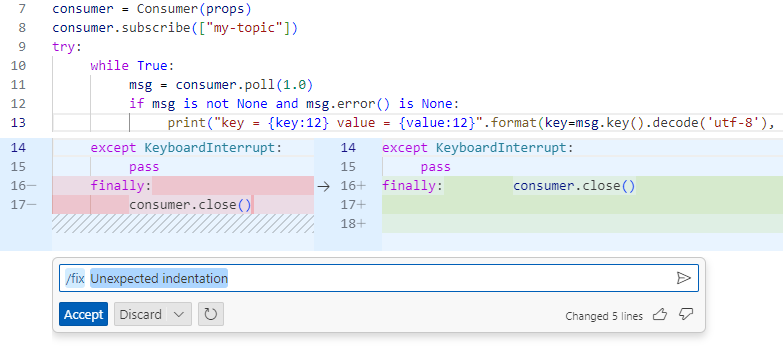 7 consumer = Consumer(props)
8 consumer.subscribe(["my-topic"])
9 try:
10 while True:
11 msg = consumer.poll(1.0)
12 if msg is not None and msg.error() is None:
13 print("key = {key:12} value = {value:12}".format(key=msg.key().decode('utf-8'),
14 except KeyboardInterrupt: 14 except KeyboardInterrupt:
15 pass 15 pass
16− finally: → 16+ finally: consumer.close()
17− consumer.close() 17+
18+
/fix Unexpected indentation
Accept Discard Changed 5 lines